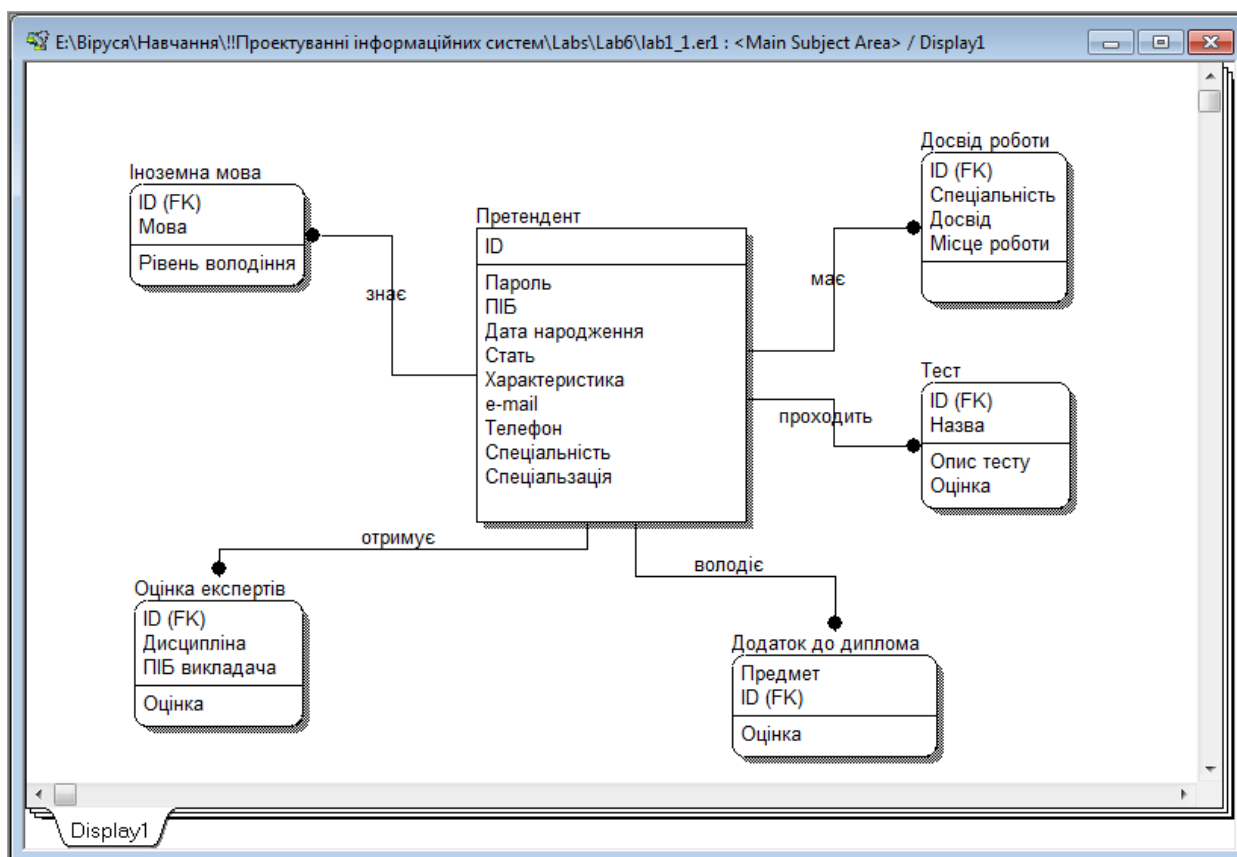 E:\Віруся\Навчання\!!Проектуванні інформаційних систем\Labs\Lab6\lab1_1.er1 : <Main Subject Area> / Display1
Іноземна мова
ID (FK)
Мова
Рівень володіння
знає
Претендент
ID
Пароль
ПІБ
Дата народження
Стать
Характеристика
e-mail
Телефон
Спеціальність
Спеціальзація
Досвід роботи
ID (FK)
Спеціальність
Досвід
Місце роботи
має
Тест
ID (FK)
Назва
Опис тесту
Оцінка
проходить
отримує
Оцінка експертів
ID (FK)
Дисципліна
ПІБ викладача
Оцінка
володіє
Додаток до диплома
Предмет
ID (FK)
Оцінка
Display1